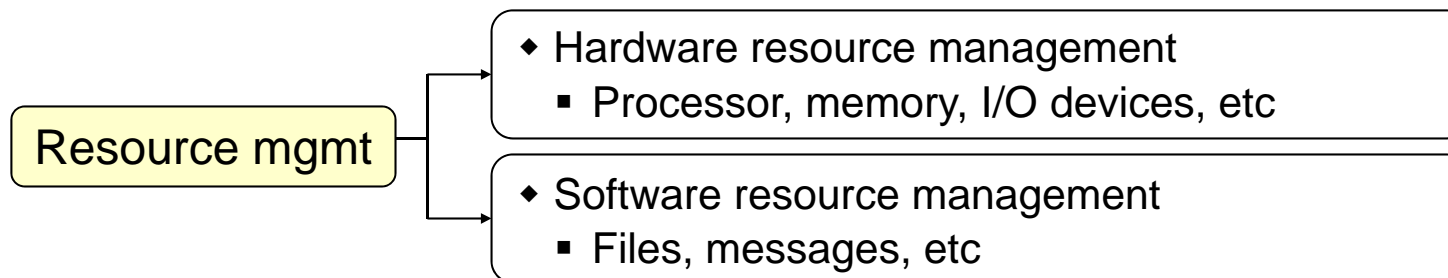 Resource mgmt
◆ Hardware resource management
▪ Processor, memory, I/O devices, etc
◆ Software resource management
▪ Files, messages, etc